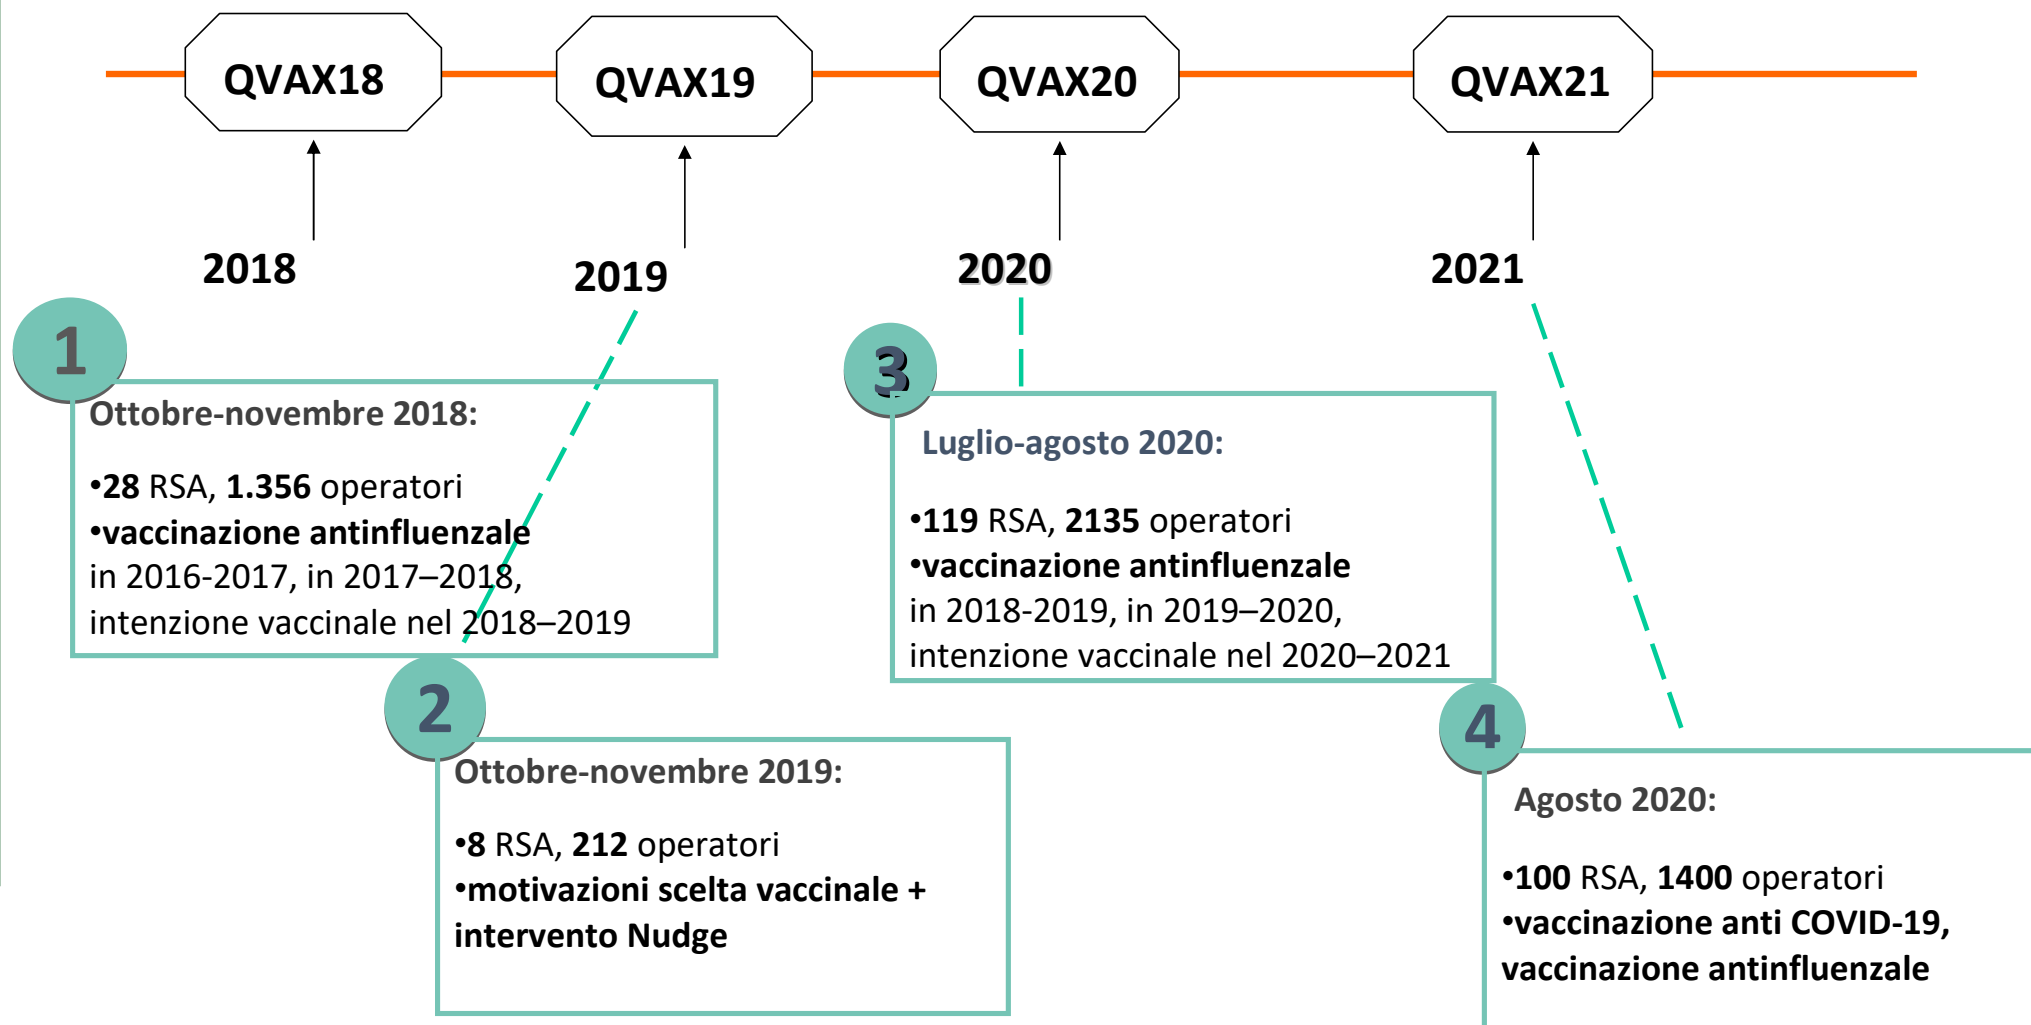 QVAX18
QVAX19
QVAX20
QVAX21
2018
2019
2020
2021
1
Ottobre-novembre 2018:
•28 RSA, 1.356 operatori
•vaccinazione antinfluenzale
in 2016-2017, in 2017–2018,
intenzione vaccinale nel 2018–2019
2
Ottobre-novembre 2019:
•8 RSA, 212 operatori
•motivazioni scelta vaccinale +
intervento Nudge
3
Luglio-agosto 2020:
•119 RSA, 2135 operatori
•vaccinazione antinfluenzale
in 2018-2019, in 2019–2020,
intenzione vaccinale nel 2020–2021
4
Agosto 2020:
•100 RSA, 1400 operatori
•vaccinazione anti COVID-19,
vaccinazione antinfluenzale